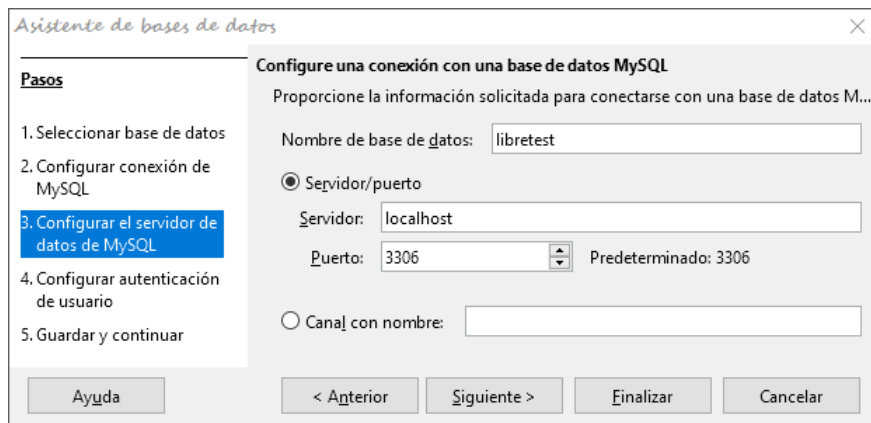 Asistente de bases de datos
Pasos
1. Seleccionar base de datos
2. Configurar conexión de
MySQL
3. Configurar el servidor de
datos de MySQL
4. Configurar autenticación
de usuario
5. Guardar y continuar
Configure una conexión con una base de datos MySQL
Proporcione la información solicitada para conectarse con una base de datos M...
Nombre de base de datos: libretest
Servidor/puerto
Servidor: localhost
Puerto: 3306 Predeterminado: 3306
Canal con nombre:
Ayuda < Anterior Siguiente > Finalizar Cancelar